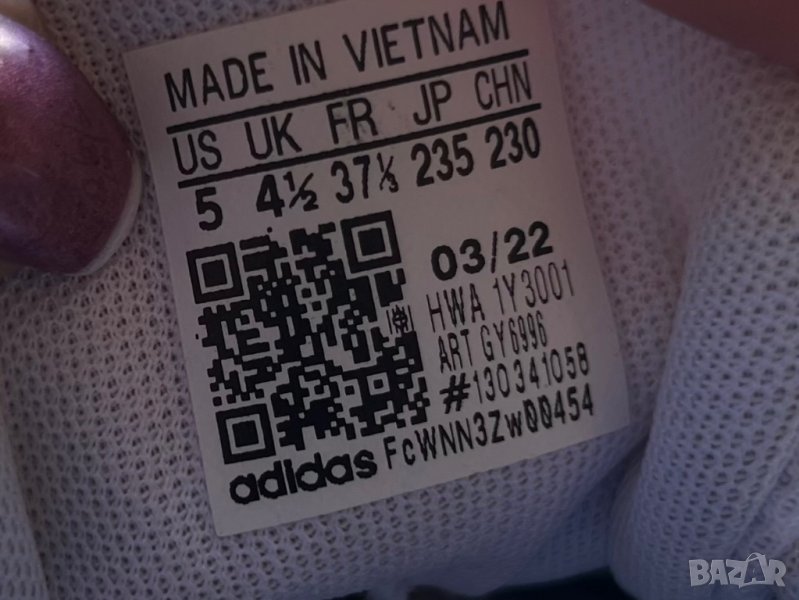 MADE IN VIETNAM
US UK FR JP CHN
5 4½ 37⅓ 235 230
03/22
HWA 1Y3001
ART GY6996
#130341058
adidas FcWNN3Zw00454
BAZAR